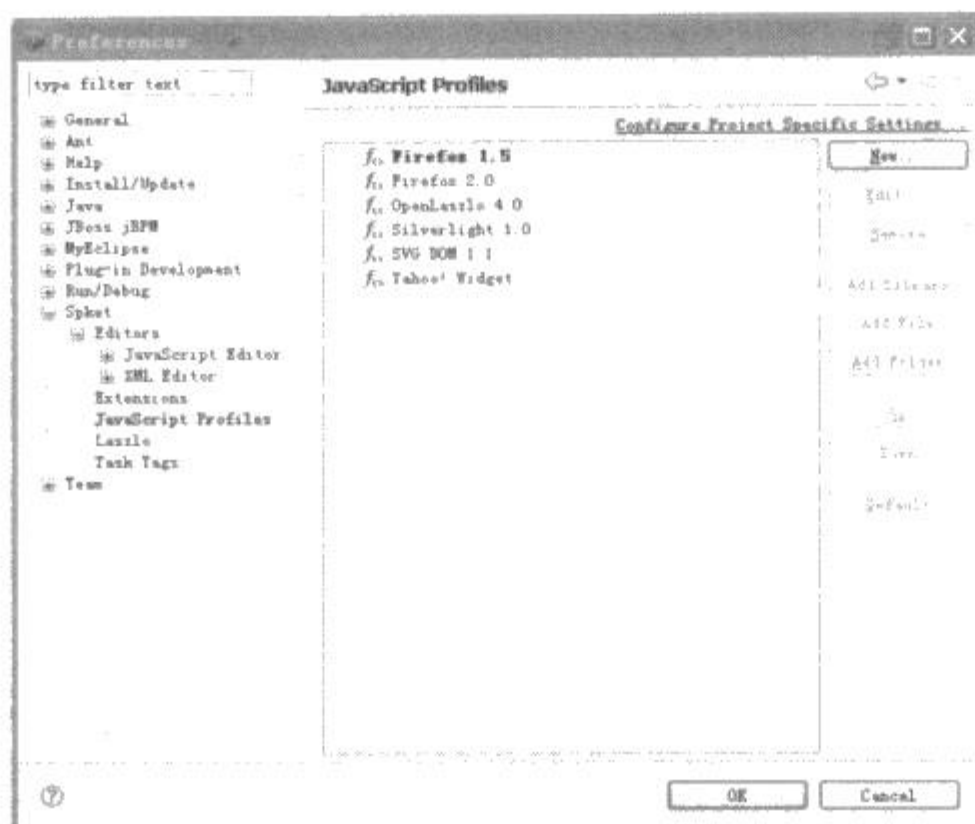 Preferences
type filter text
JavaScript Profiles
Configure Project Specific Settings...
General
Ant
Help
Install/Update
Java
JBoss jBPM
MyEclipse
Plug-in Development
Run/Debug
Spket
Editors
JavaScript Editor
XML Editor
Extensions
JavaScript Profiles
Laszlo
Task Tags
Team
Firefox 1.5
Firefox 2.0
OpenLaszlo 4.0
Silverlight 1.0
SVG DOM 1.1
Yahoo! Widget
New...
Edit
Remove
Add Library
Add File
Default
OK
Cancel